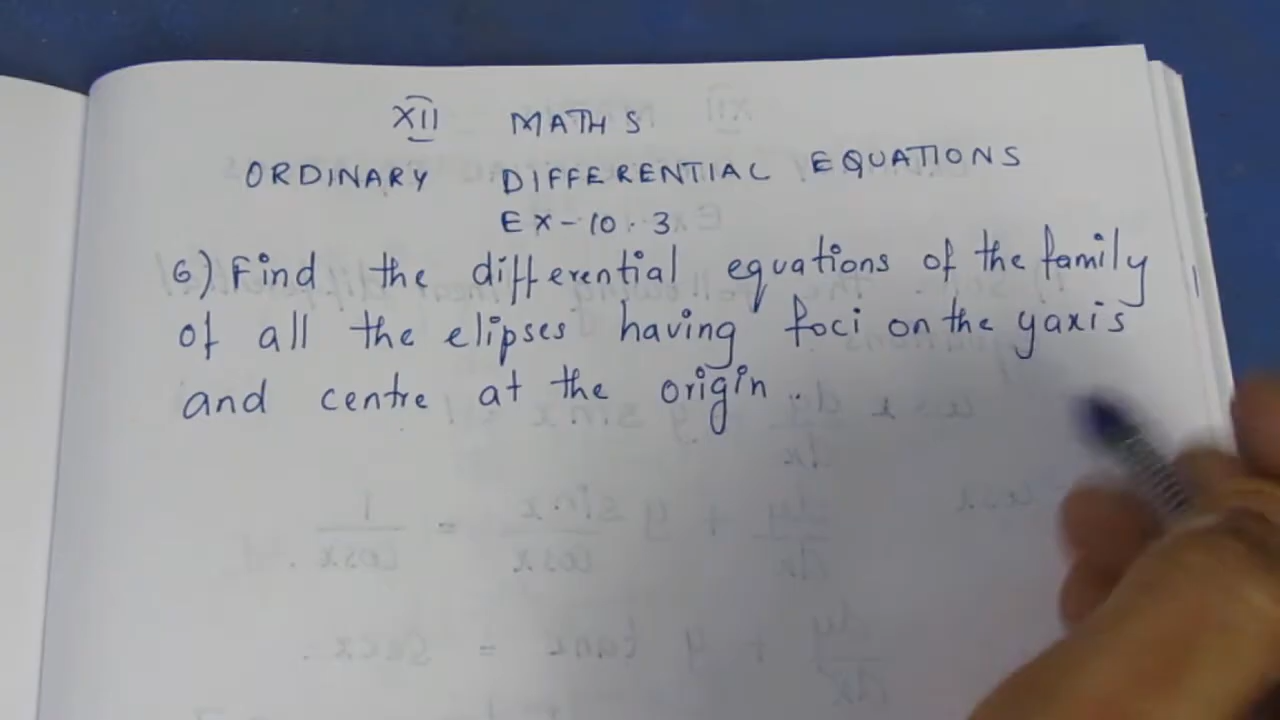 XII MATHS
ORDINARY DIFFERENTIAL EQUATIONS
EX-10.3
6) Find the differential equations of the family
of all the elipses having foci on the yaxis
and centre at the origin.